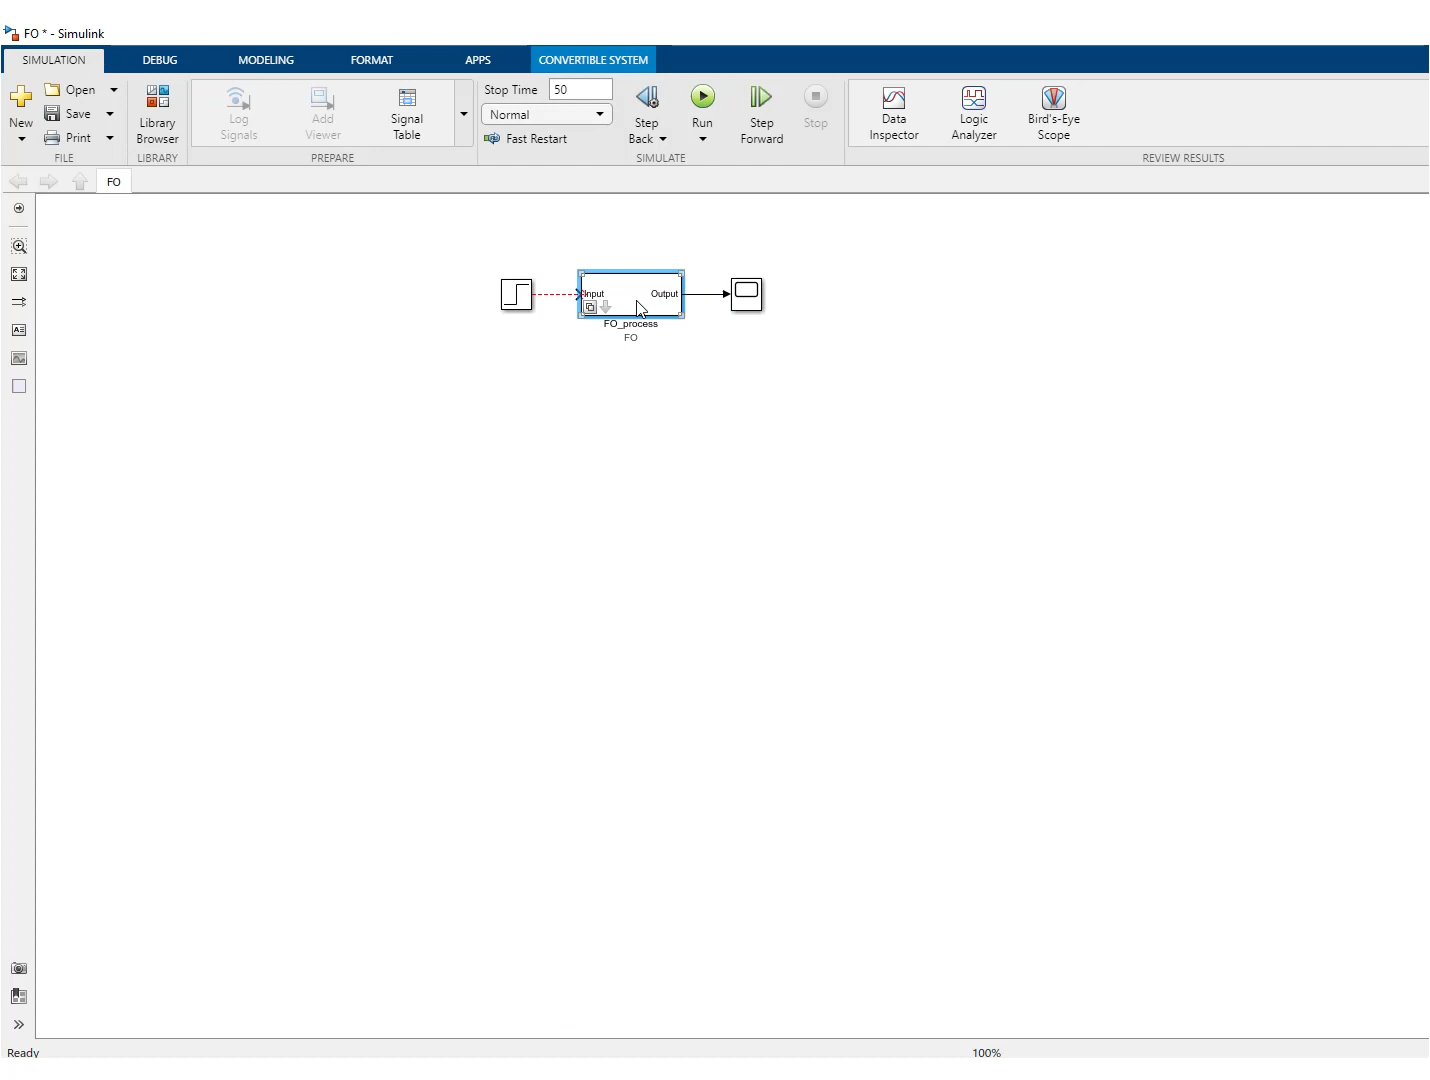 FO * - Simulink
SIMULATION DEBUG MODELING FORMAT APPS CONVERTIBLE SYSTEM
New
Open
Save
Print
FILE
Library
Browser
LIBRARY
Log
Signals
Add
Viewer
Signal
Table
PREPARE
Stop Time 50
Normal
Fast Restart
Step
Back
Run
Step
Forward
Stop
SIMULATE
Data
Inspector
Logic
Analyzer
Bird's-Eye
Scope
REVIEW RESULTS
FO
Input Output
FO_process
FO
Ready 100%